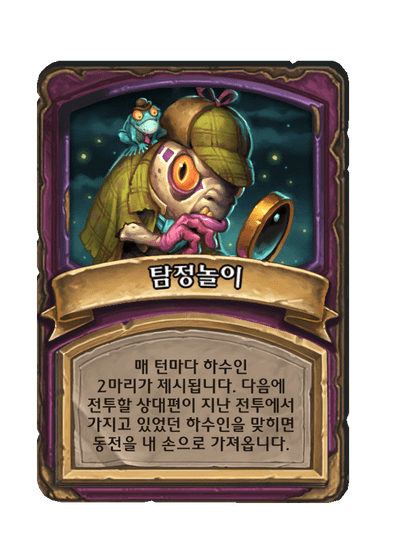 탐정놀이
매 턴마다 하수인
2마리가 제시됩니다. 다음에
전투할 상대편이 지난 전투에서
가지고 있었던 하수인을 맞히면
동전을 내 손으로 가져옵니다.